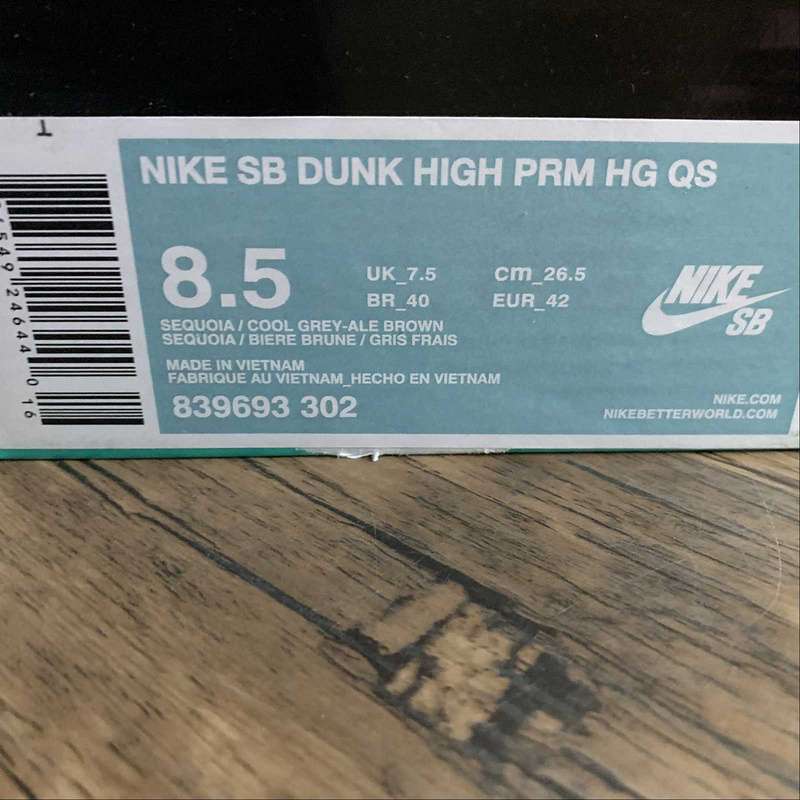 NIKE SB DUNK HIGH PRM HG QS
8.5
UK_7.5 cm_26.5
BR_40 EUR_42
NIKE
SB
SEQUOIA / COOL GREY-ALE BROWN
SEQUOIA / BIERE BRUNE / GRIS FRAIS
MADE IN VIETNAM
FABRIQUE AU VIETNAM_HECHO EN VIETNAM
839693 302
NIKE.COM
NIKEBETTERWORLD.COM
24644 016